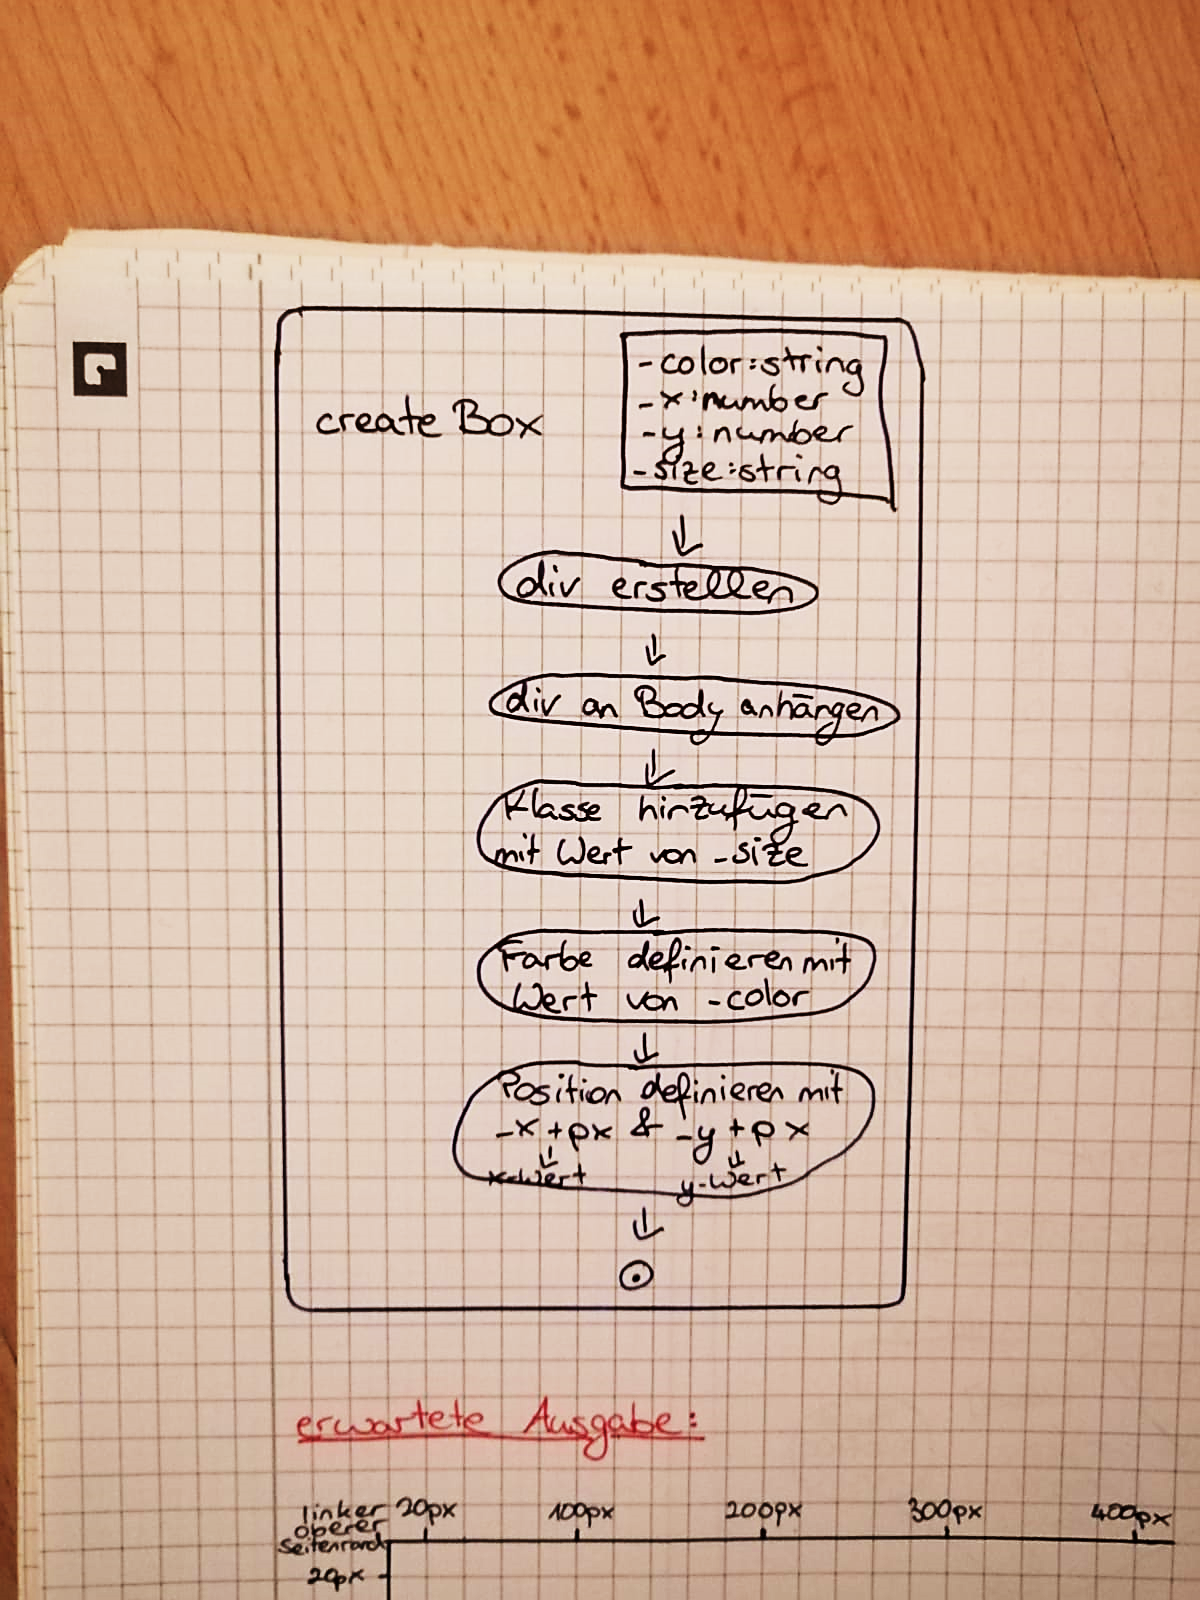 -color:string
-x:number
create Box
-y:number
-size:string
div erstellen
div an Body anhängen
Klasse hinzufügen
mit Wert von -size
Farbe definieren mit
Wert von -color
Position definieren mit
-x+px & -y+px
x-Wert y-Wert
erwartete Ausgabe:
linker 20px 100px 200px 300px 400px
oberer
Seitenrand
20px